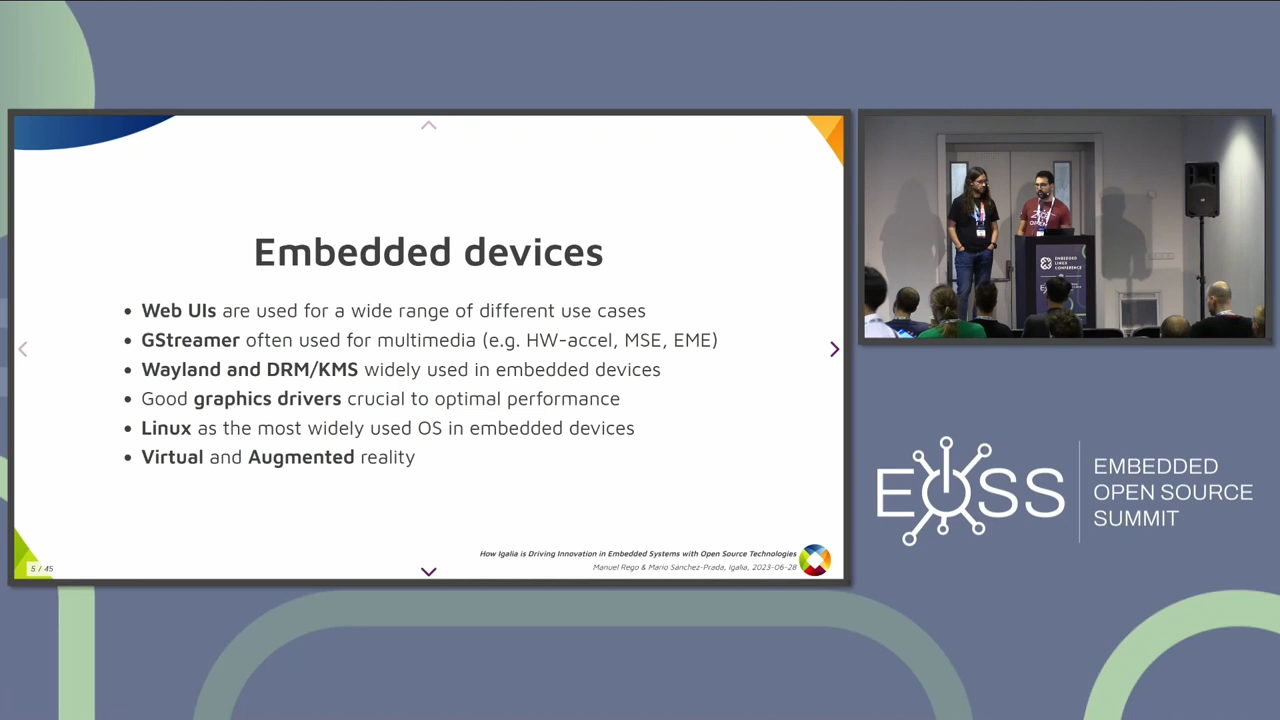 Embedded devices
• Web UIs are used for a wide range of different use cases
• GStreamer often used for multimedia (e.g. HW-accel, MSE, EME)
• Wayland and DRM/KMS widely used in embedded devices
• Good graphics drivers crucial to optimal performance
• Linux as the most widely used OS in embedded devices
• Virtual and Augmented reality
How Igalia is Driving Innovation in Embedded Systems with Open Source Technologies
Manuel Rego & Mario Sánchez-Prada, Igalia, 2023-06-28
5 / 45
EMBEDDED
LINUX
CONFERENCE
EOSS
EMBEDDED
OPEN SOURCE
SUMMIT